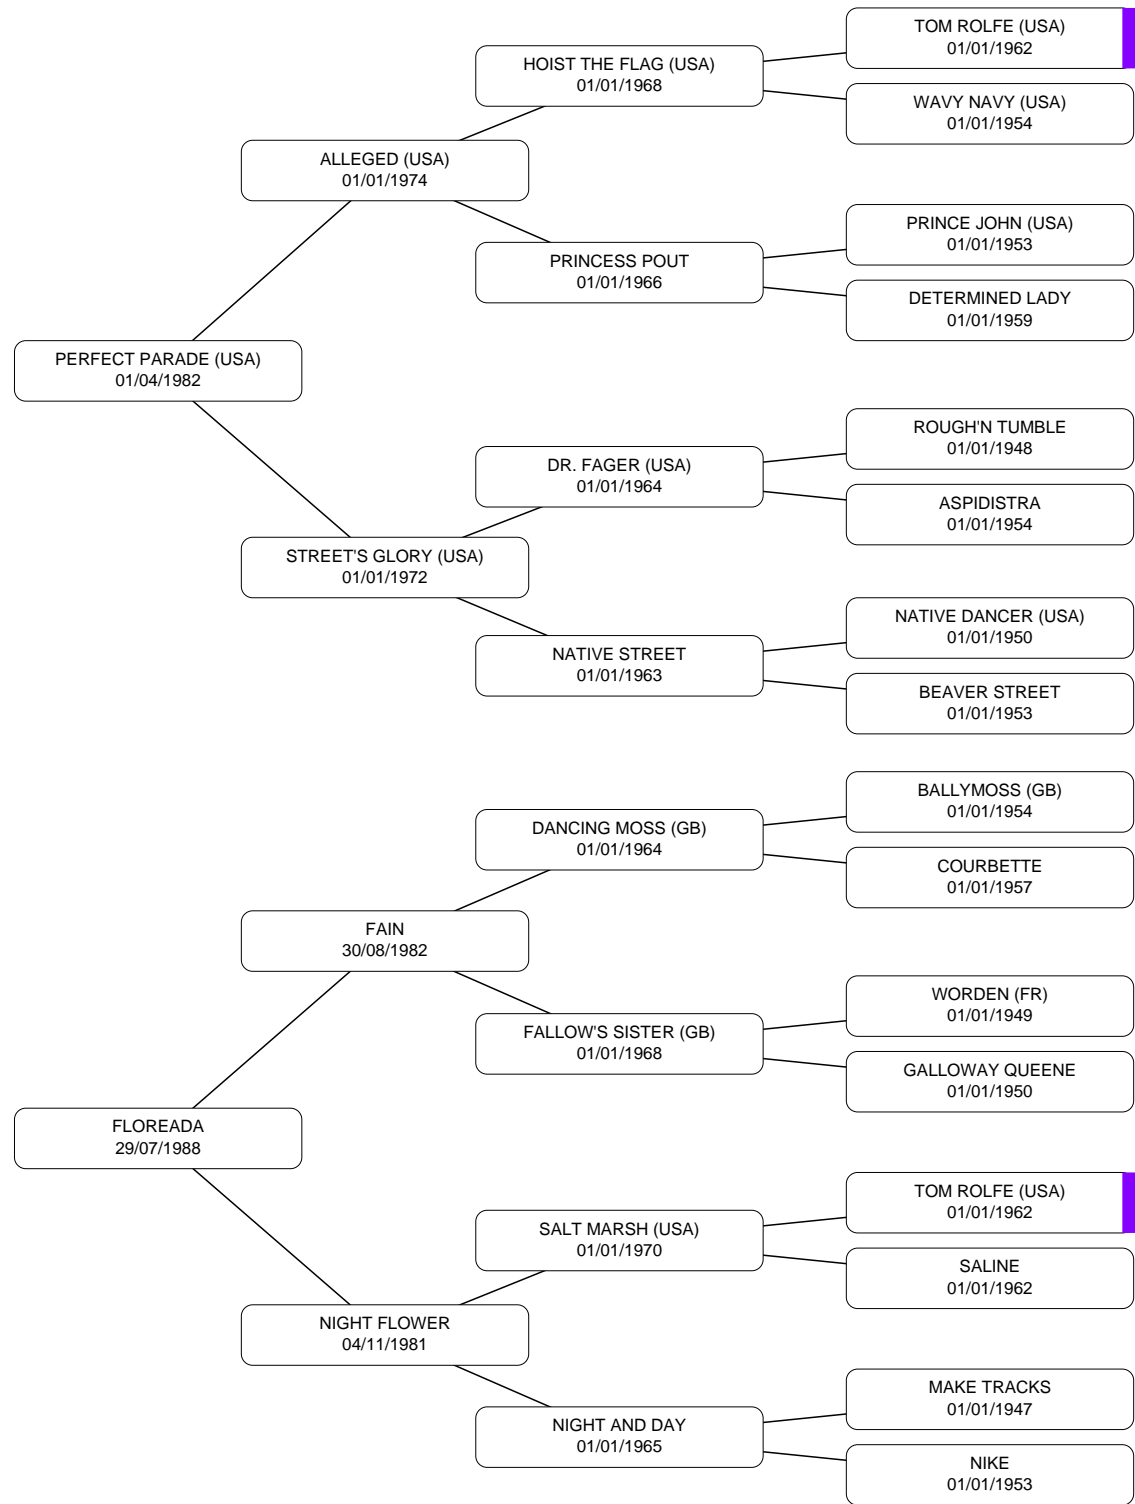 TOM ROLFE (USA)
01/01/1962
HOIST THE FLAG (USA)
01/01/1968
WAVY NAVY (USA)
01/01/1954
ALLEGED (USA)
01/01/1974
PRINCE JOHN (USA)
01/01/1953
PRINCESS POUT
01/01/1966
DETERMINED LADY
01/01/1959
PERFECT PARADE (USA)
01/04/1982
ROUGH'N TUMBLE
01/01/1948
DR. FAGER (USA)
01/01/1964
ASPIDISTRA
01/01/1954
STREET'S GLORY (USA)
01/01/1972
NATIVE DANCER (USA)
01/01/1950
NATIVE STREET
01/01/1963
BEAVER STREET
01/01/1953
BALLYMOSS (GB)
01/01/1954
DANCING MOSS (GB)
01/01/1964
COURBETTE
01/01/1957
FAIN
30/08/1982
WORDEN (FR)
01/01/1949
FALLOW'S SISTER (GB)
01/01/1968
GALLOWAY QUEENE
01/01/1950
FLOREADA
29/07/1988
TOM ROLFE (USA)
01/01/1962
SALT MARSH (USA)
01/01/1970
SALINE
01/01/1962
NIGHT FLOWER
04/11/1981
MAKE TRACKS
01/01/1947
NIGHT AND DAY
01/01/1965
NIKE
01/01/1953